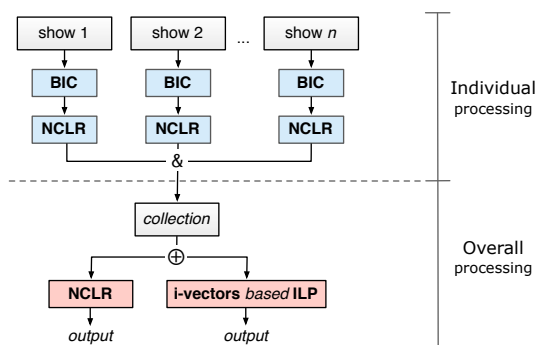 show 1
show 2
...
show n
BIC
BIC
BIC
NCLR
NCLR
NCLR
&
Individual
processing
collection
Overall
processing
NCLR
i-vectors based ILP
output
output